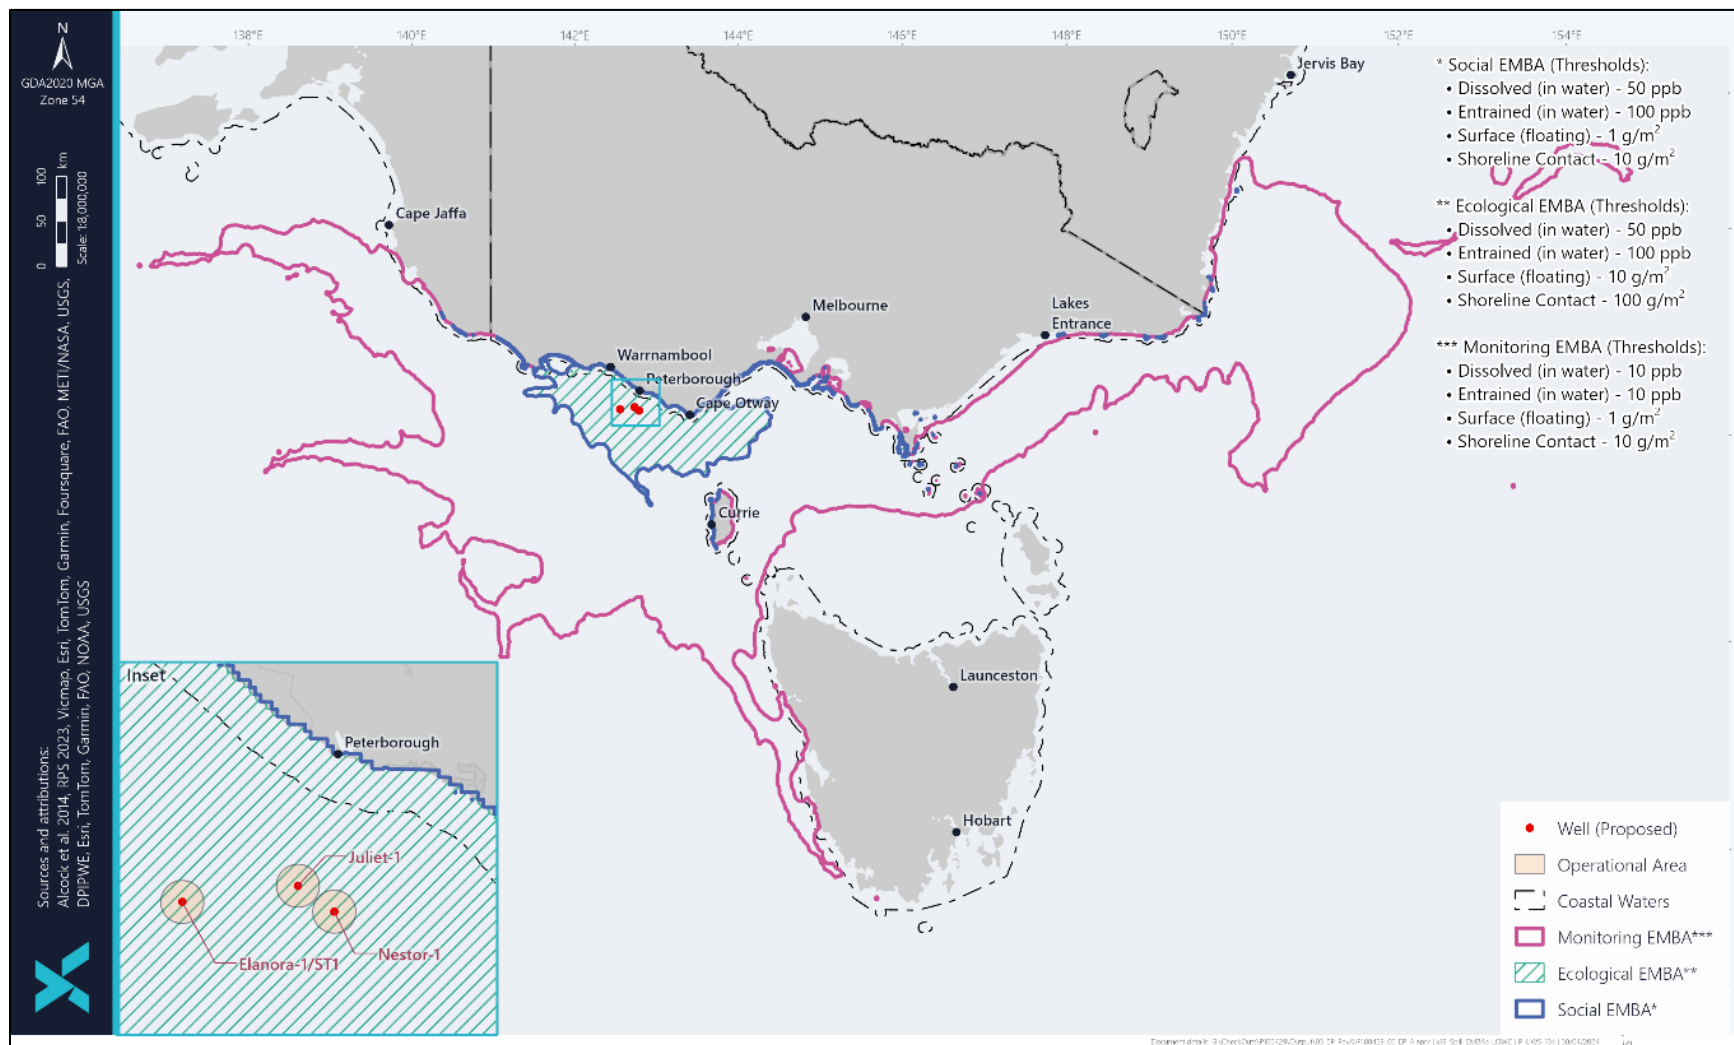 N
GDA2020 MGA
Zone 54
0 50 100 km
Scale: 1:8,000,000
Sources and attributions:
Alcock et al. 2014, RPS 2023, Vicmap, Esri, TomTom, Garmin, Foursquare, FAO, METI/NASA, USGS,
DPIPWE, Esri, TomTom, Garmin, FAO, NOAA, USGS
138°E 140°E 142°E 144°E 146°E 148°E 150°E 152°E 154°E
Jervis Bay
Cape Jaffa
Melbourne
Lakes
Entrance
Warrnambool
Peterborough
Cape Otway
Currie
Launceston
Hobart
* Social EMBA (Thresholds):
• Dissolved (in water) - 50 ppb
• Entrained (in water) - 100 ppb
• Surface (floating) - 1 g/m²
• Shoreline Contact - 10 g/m²
** Ecological EMBA (Thresholds):
• Dissolved (in water) - 50 ppb
• Entrained (in water) - 100 ppb
• Surface (floating) - 10 g/m²
• Shoreline Contact - 100 g/m²
*** Monitoring EMBA (Thresholds):
• Dissolved (in water) - 10 ppb
• Entrained (in water) - 10 ppb
• Surface (floating) - 1 g/m²
• Shoreline Contact - 10 g/m²
Inset
Peterborough
Juliet-1
Nestor-1
Elanora-1/ST1
Well (Proposed)
Operational Area
Coastal Waters
Monitoring EMBA***
Ecological EMBA**
Social EMBA*
Document details: